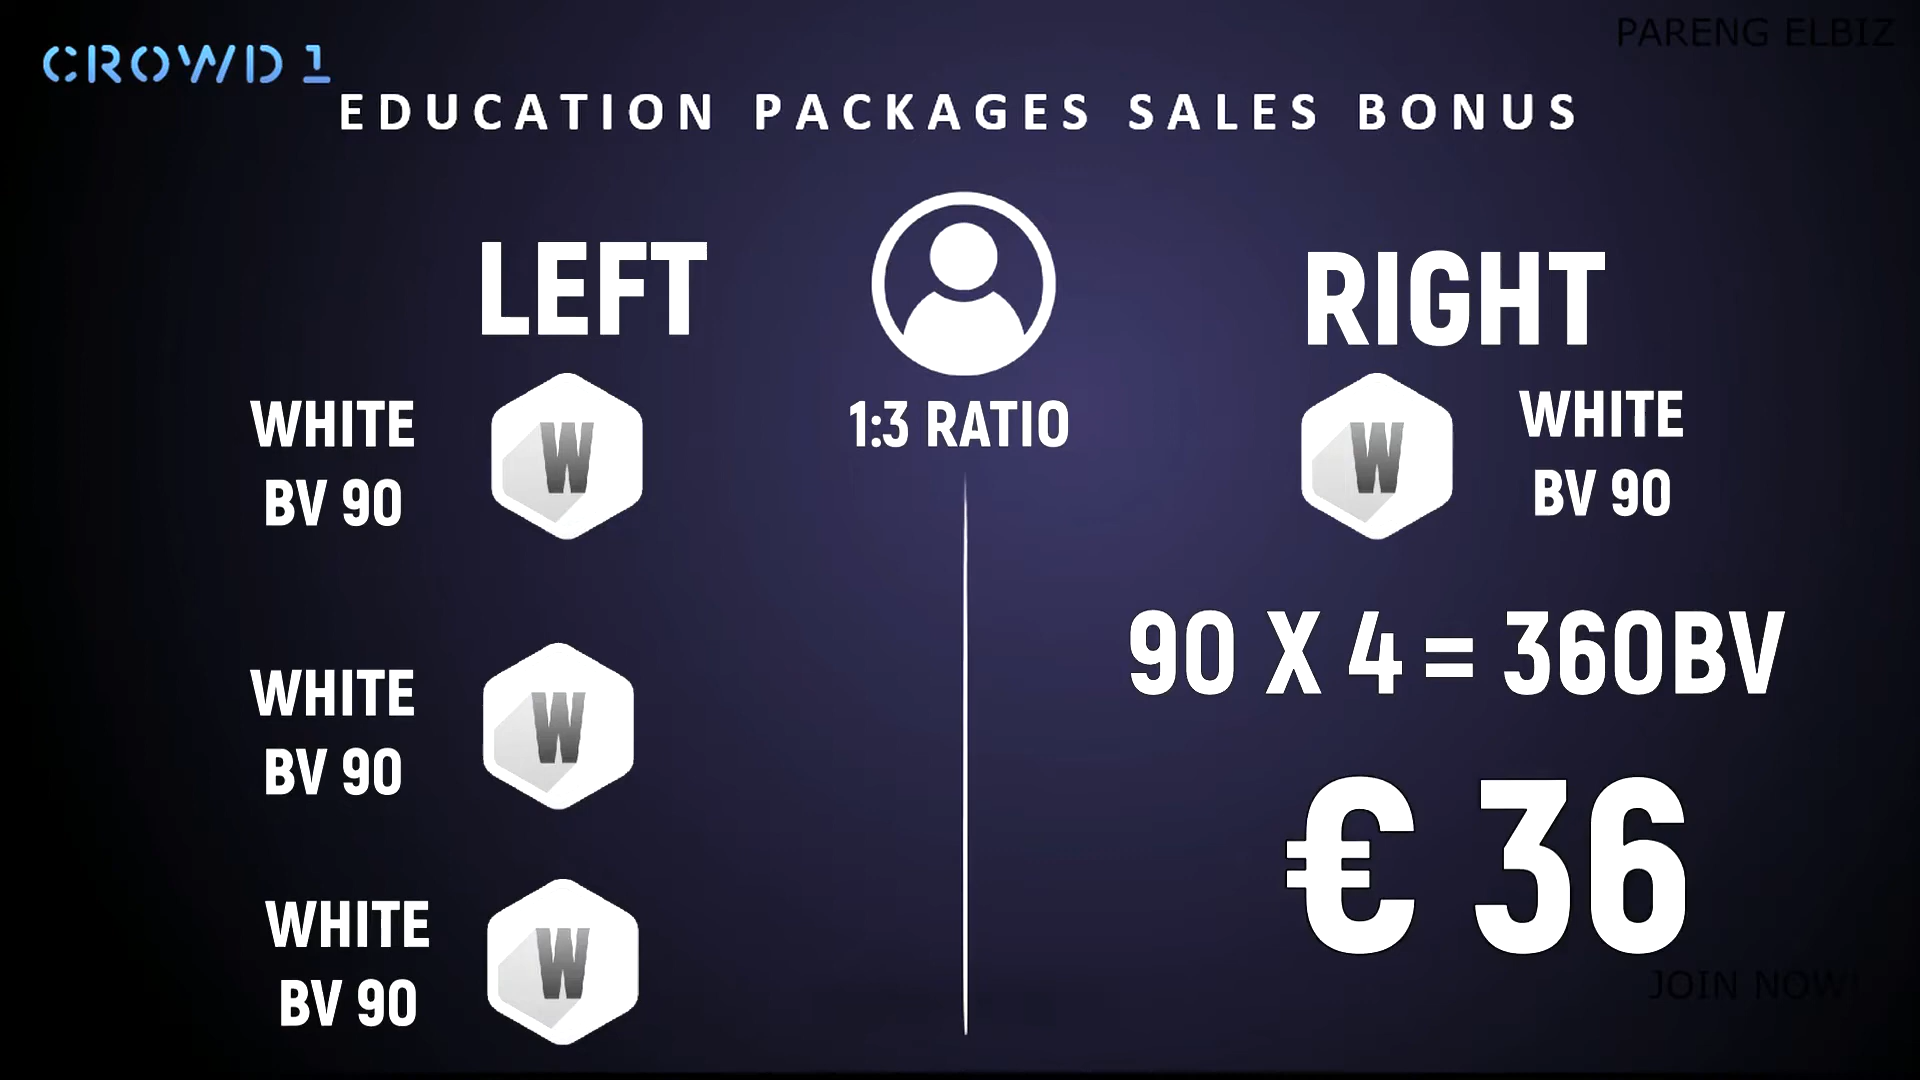 PARENG ELBIZ
CROWD 1
EDUCATION PACKAGES SALES BONUS
LEFT
RIGHT
WHITE
BV 90
W
1:3 RATIO
W
WHITE
BV 90
90 X 4 = 360BV
WHITE
BV 90
W
€ 36
WHITE
BV 90
W
JOIN NOW!